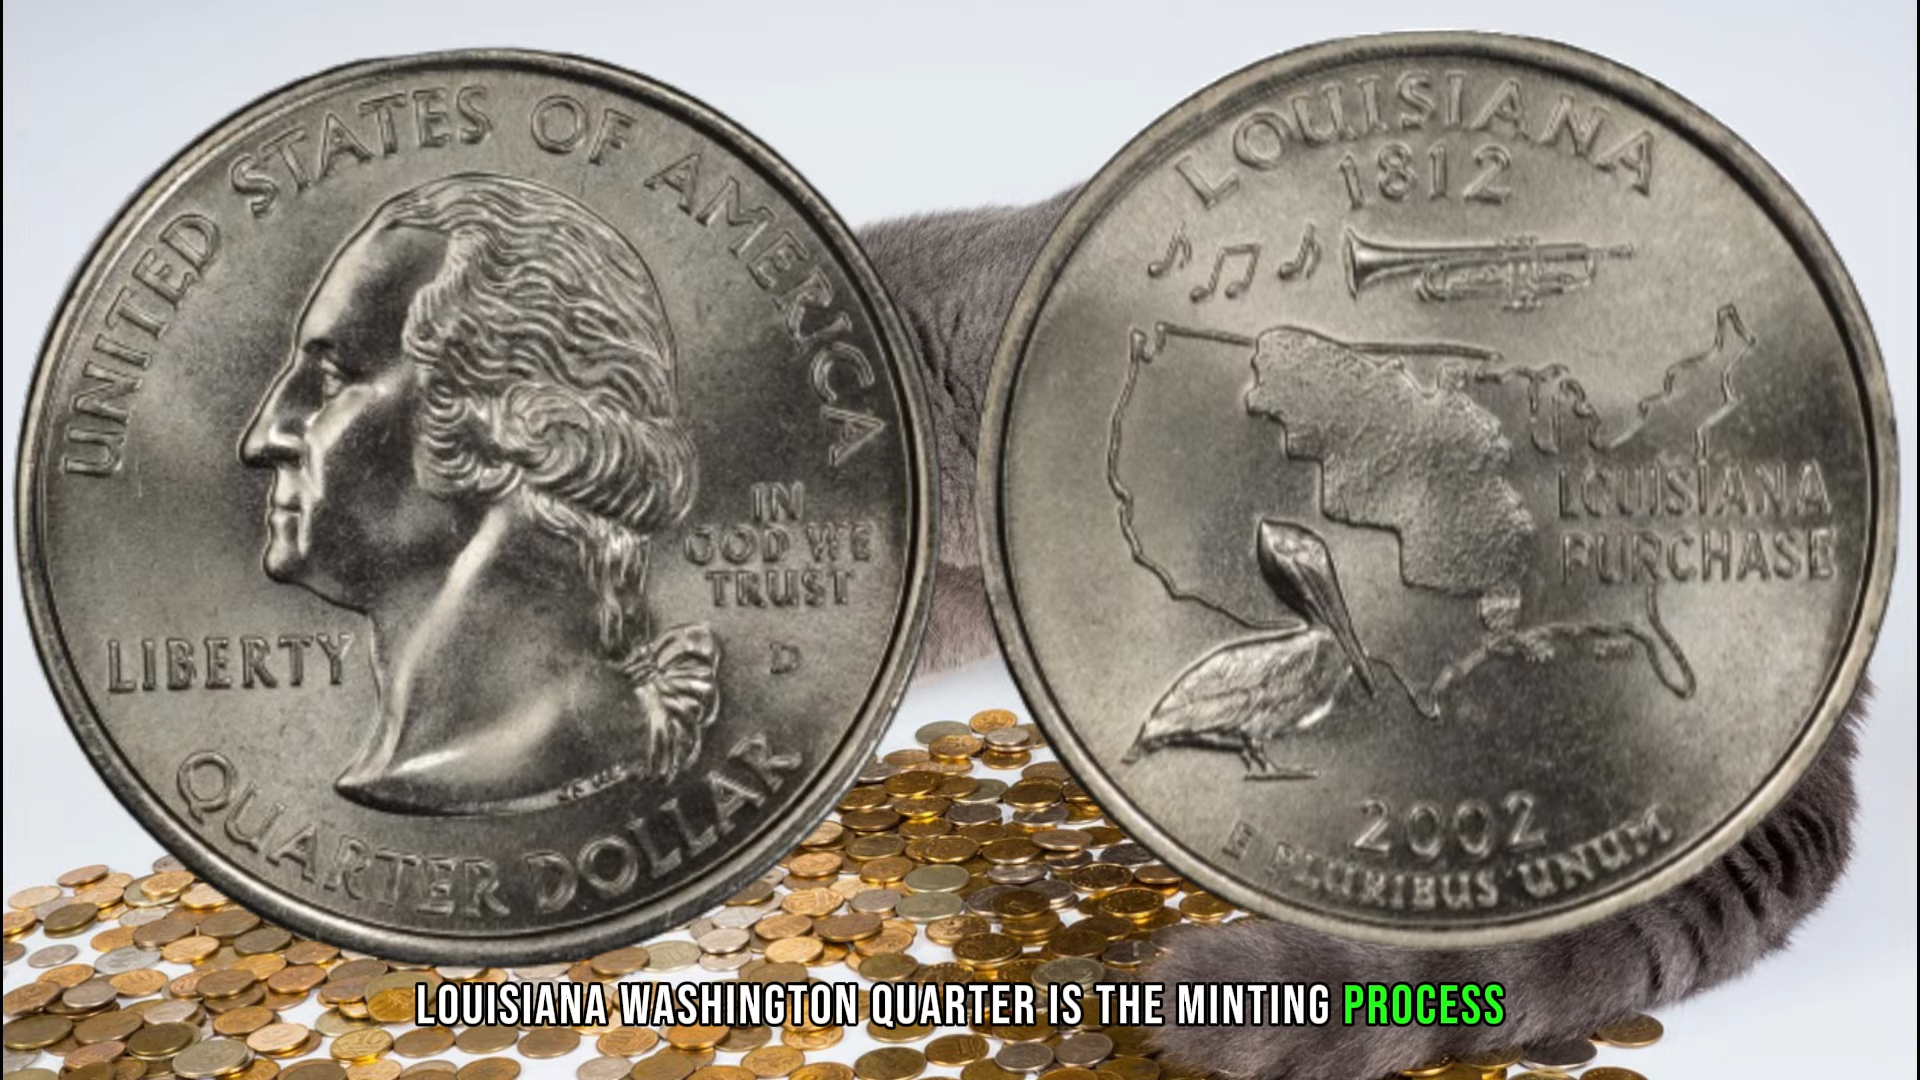 UNITED STATES OF AMERICA
IN
GOD WE
TRUST
LIBERTY
D
QUARTER DOLLAR
LOUISIANA
1812
LOUISIANA
PURCHASE
2002
E PLURIBUS UNUM
LOUISIANA WASHINGTON QUARTER IS THE MINTING PROCESS